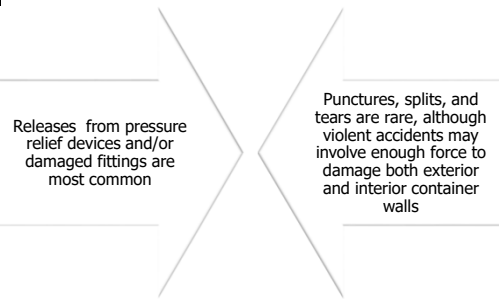 Releases  from pressure
relief devices and/or
damaged fittings are
most common
Punctures, splits, and
tears are rare, although
violent accidents may
involve enough force to
damage both exterior
and interior container
walls